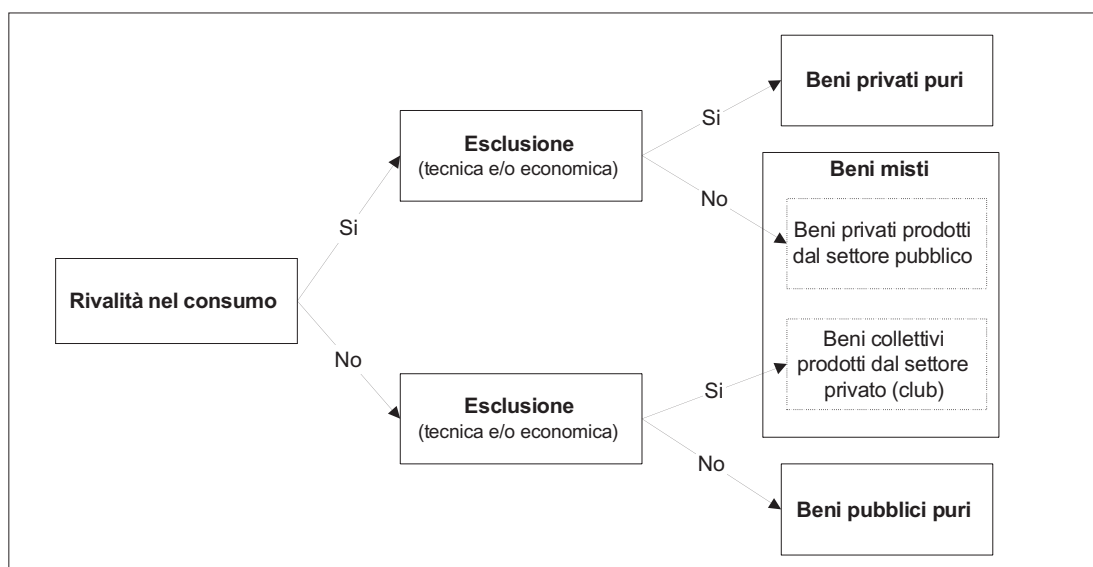 Rivalità nel consumo
Si
No
Esclusione
(tecnica e/o economica)
Si
No
Esclusione
(tecnica e/o economica)
Si
No
Beni privati puri
Beni misti
Beni privati prodotti
dal settore pubblico
Beni collettivi
prodotti dal settore
privato (club)
Beni pubblici puri